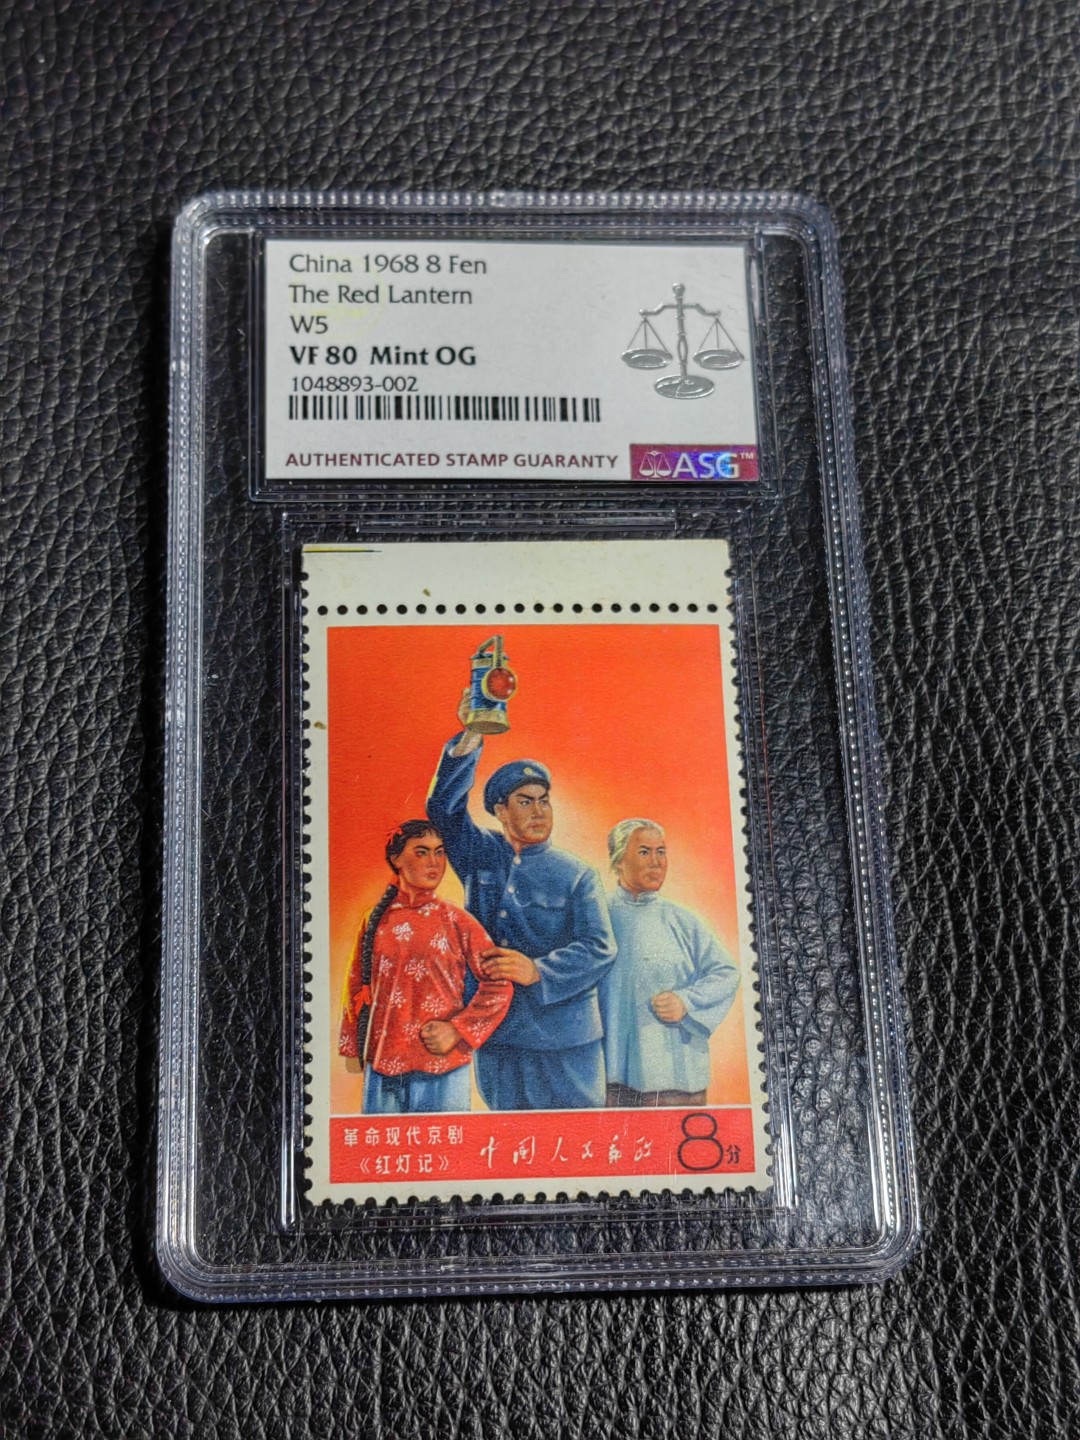 China 1968 8 Fen
The Red Lantern
W5
VF 80 Mint OG
1048893-002
AUTHENTICATED STAMP GUARANTY
ASG™
革命现代京剧
《红灯记》
中国人民邮政
8分